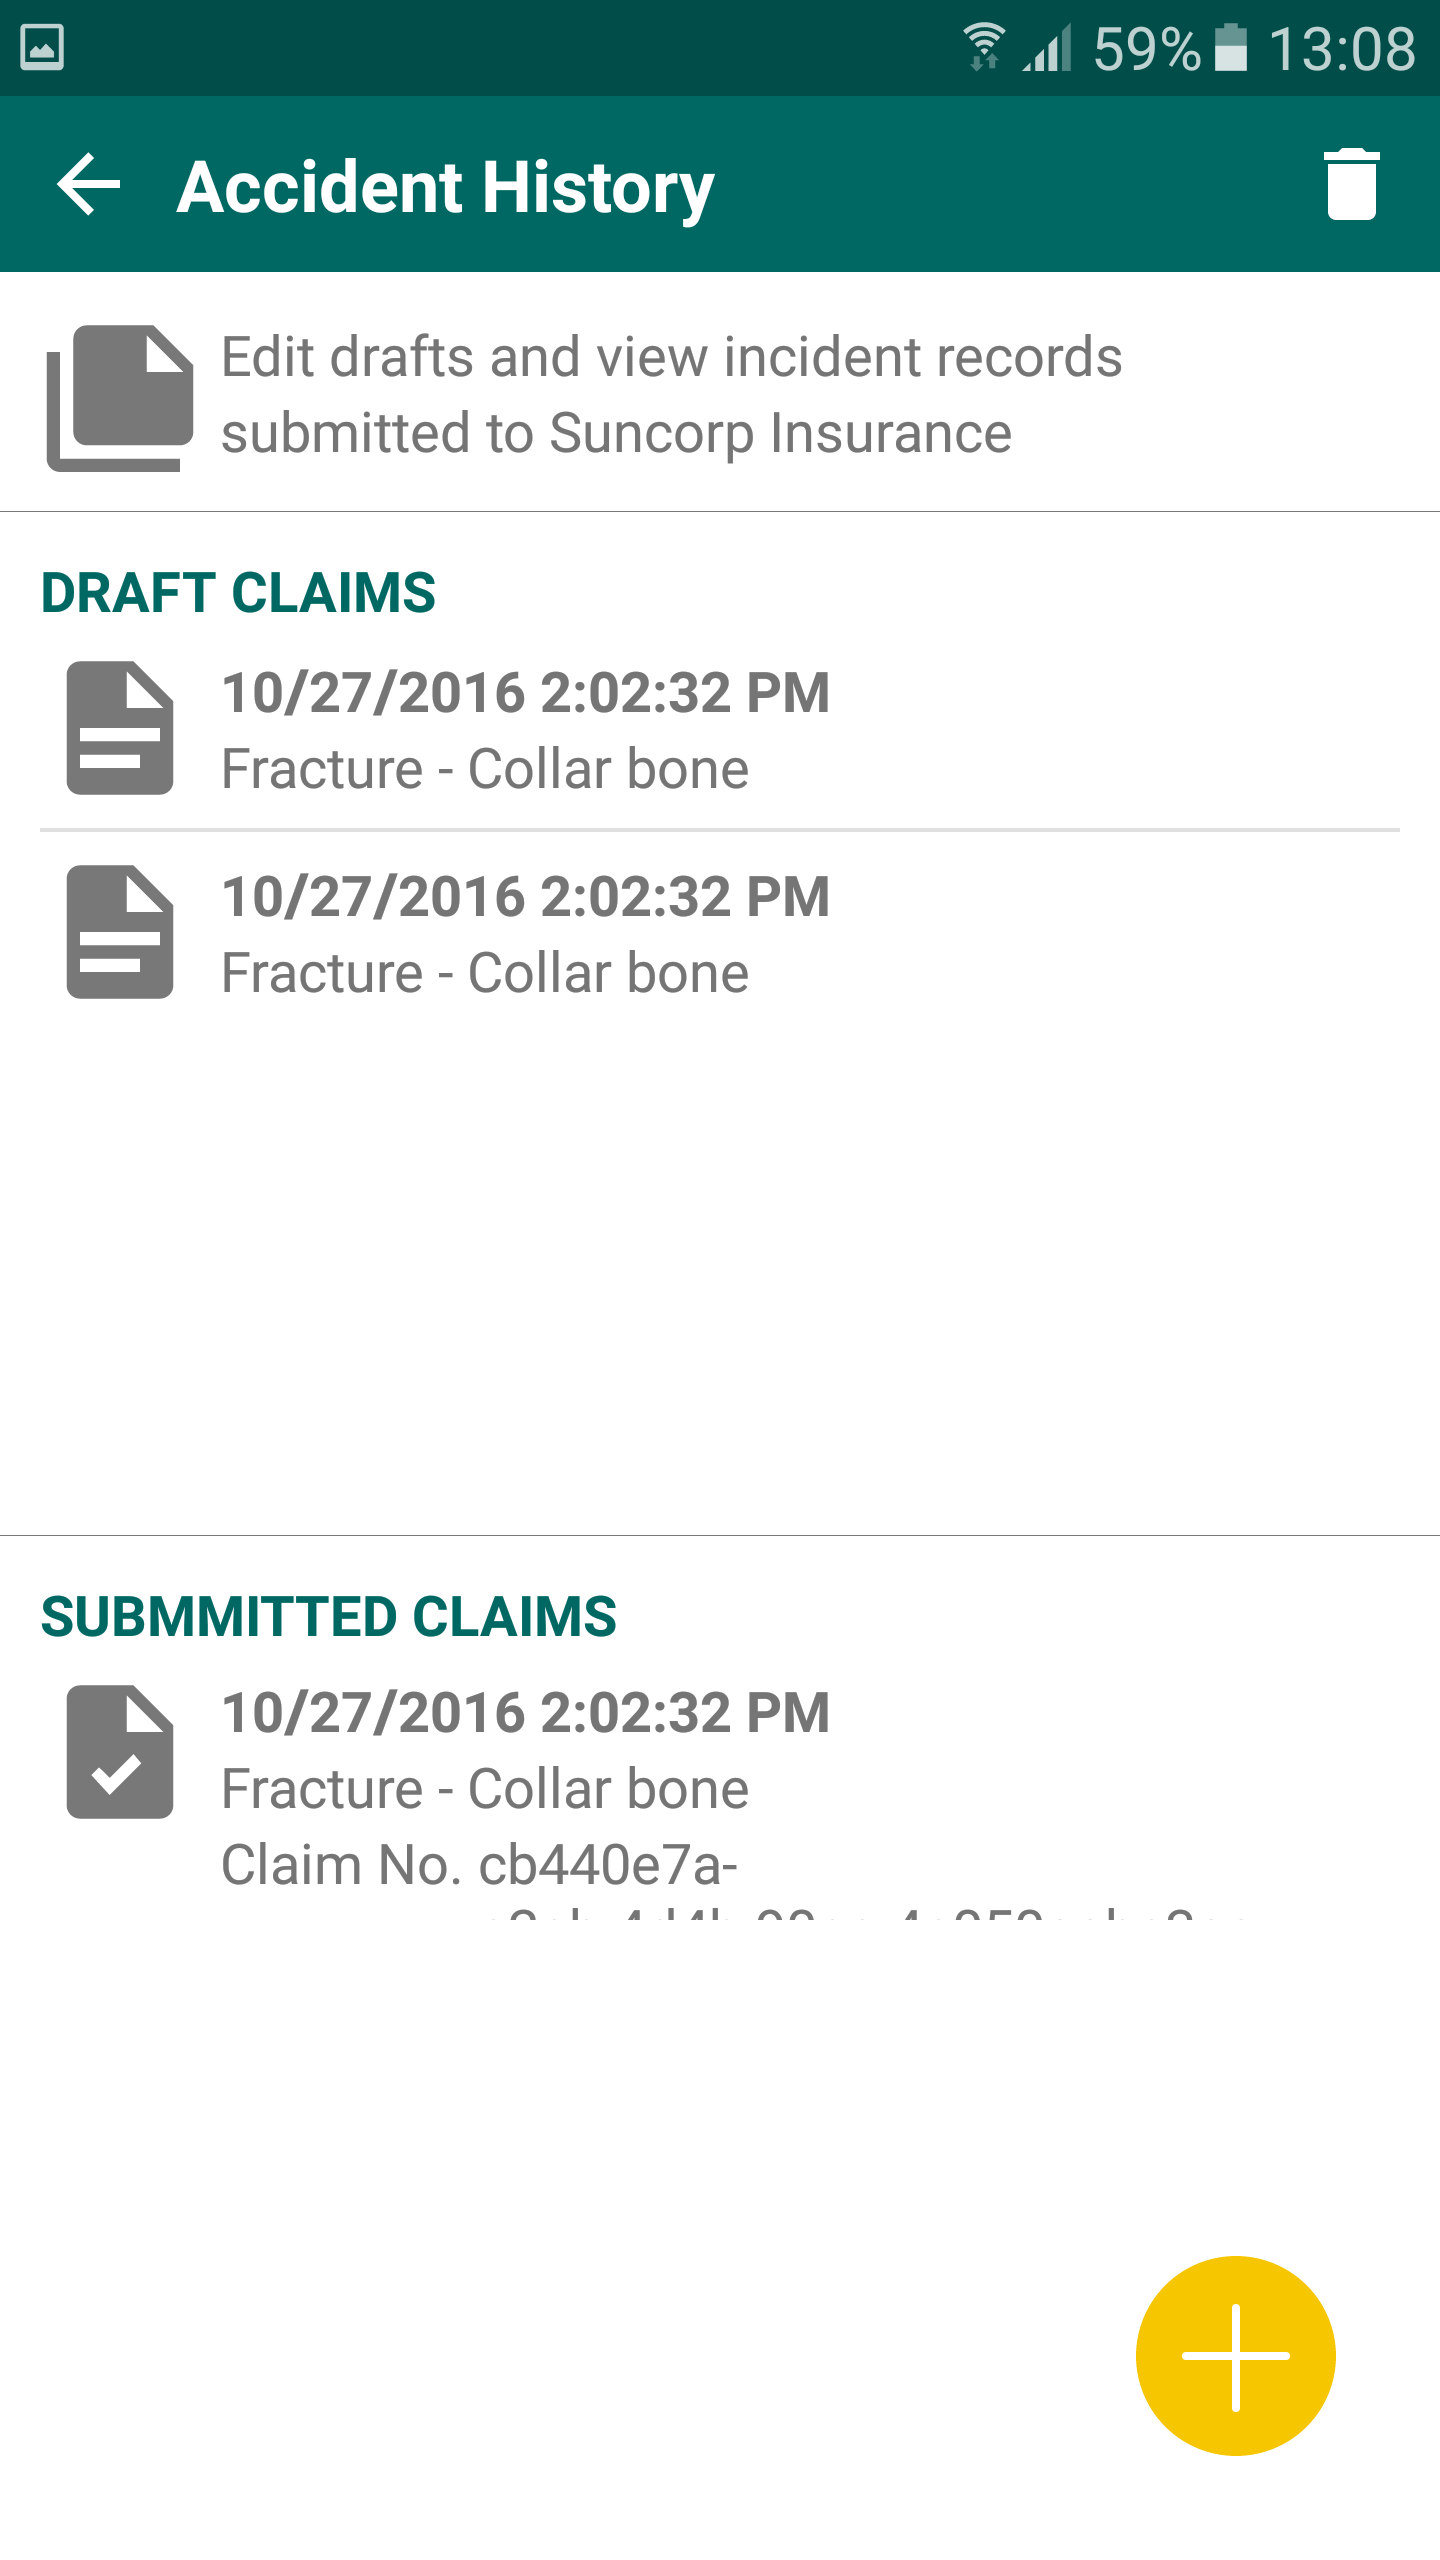 59% 13:08
Accident History
Edit drafts and view incident records
submitted to Suncorp Insurance
DRAFT CLAIMS
10/27/2016 2:02:32 PM
Fracture - Collar bone
10/27/2016 2:02:32 PM
Fracture - Collar bone
SUBMMITTED CLAIMS
10/27/2016 2:02:32 PM
Fracture - Collar bone
Claim No. cb440e7a-